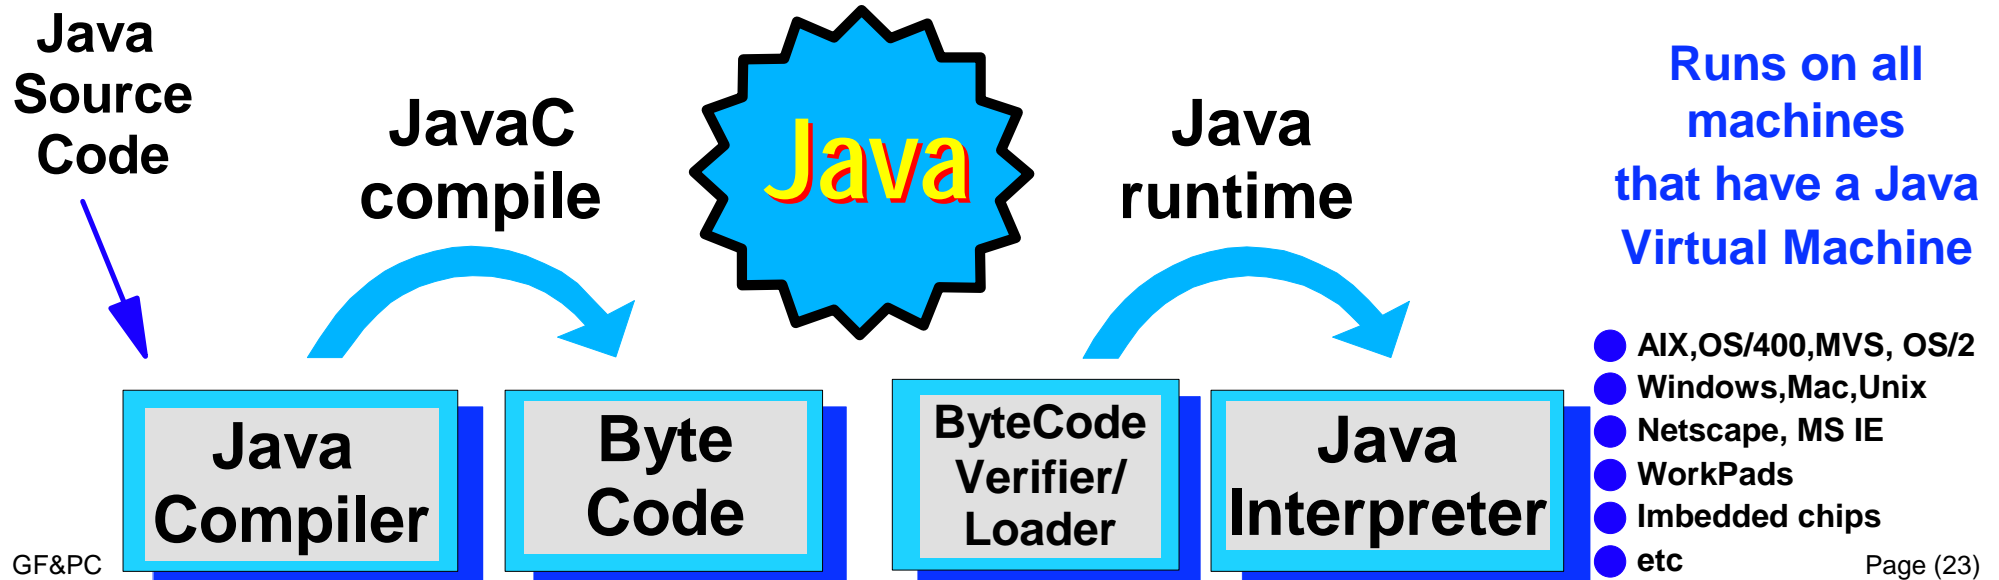 Java
Source
Code
JavaC
compile
Java
Java
runtime
Runs on all
machines
that have a Java
Virtual Machine
Java
Compiler
Byte
Code
ByteCode
Verifier/
Loader
Java
Interpreter
AIX,OS/400,MVS, OS/2
Windows,Mac,Unix
Netscape, MS IE
WorkPads
Imbedded chips
etc
GF&PC
Page (23)